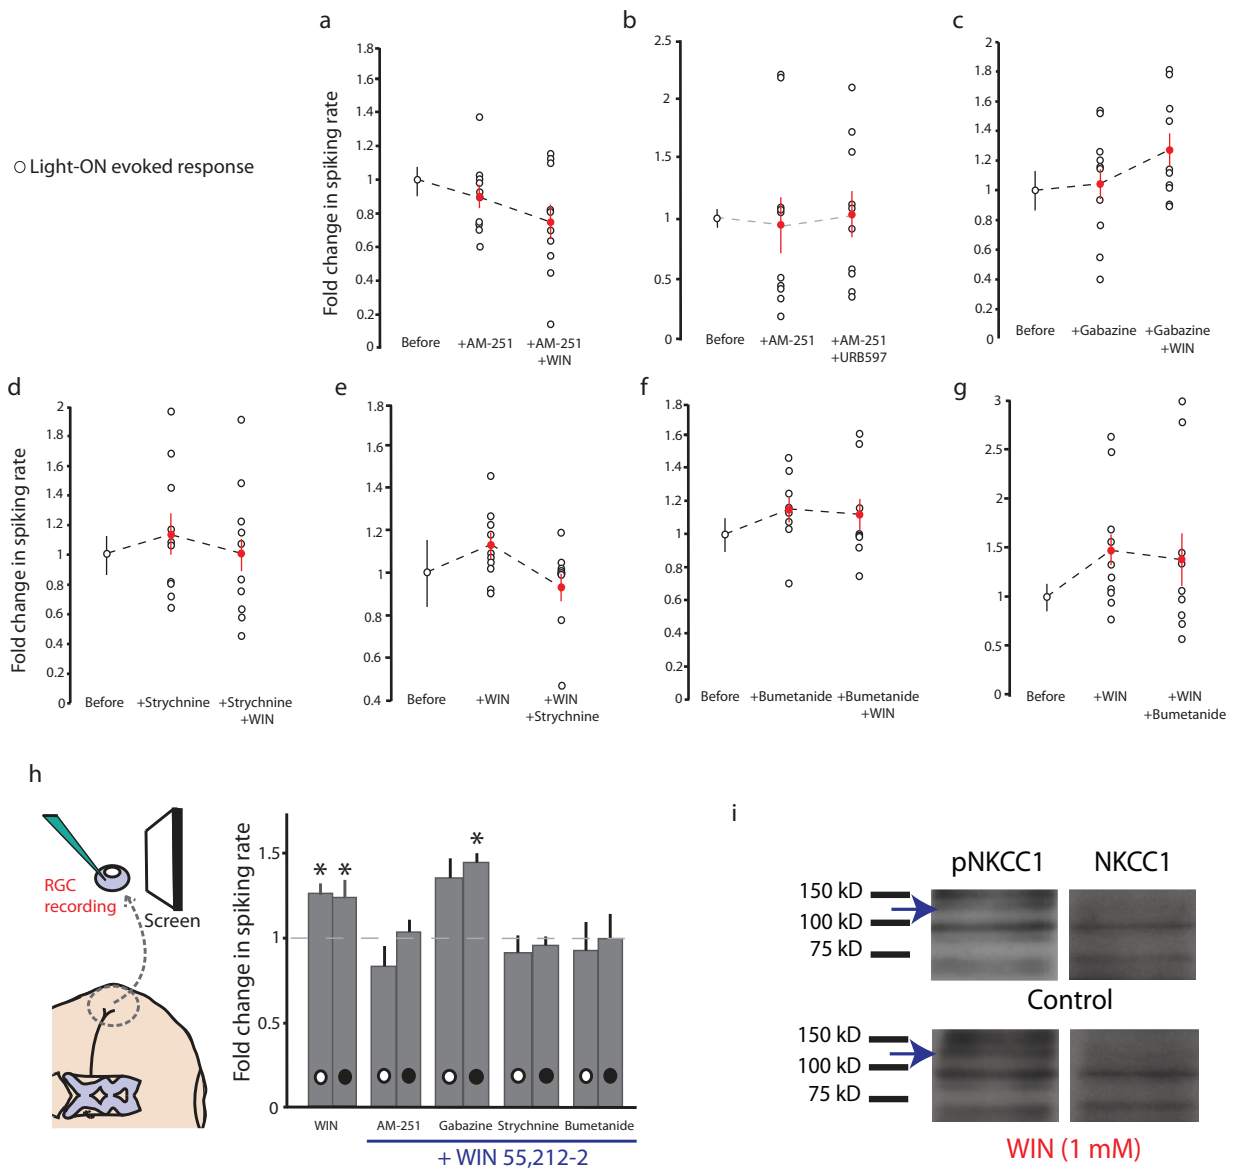 a
b
c
○ Light-ON evoked response
Fold change in spiking rate
1.8
1.6
1.4
1.2
1
0.8
0.6
0.4
0.2
0
Before
+AM-251
+AM-251
+WIN
2.5
2
1.5
1
0.5
0
Before
+AM-251
+AM-251
+URB597
2
1.8
1.6
1.4
1.2
1
0.8
0.6
0.4
0.2
0
Before
+Gabazine
+Gabazine
+WIN
d
e
f
g
Fold change in spiking rate
2
1.8
1.6
1.4
1.2
1
0.8
0.6
0.4
0.2
0
Before
+Strychnine
+Strychnine
+WIN
1.8
1.6
1.4
1.2
1
0.8
0.6
0.4
Before
+WIN
+WIN
+Strychnine
1.8
1.6
1.4
1.2
1
0.8
0.6
0.4
0.2
0
Before
+Bumetanide
+Bumetanide
+WIN
3
2.5
2
1.5
1
0.5
0
Before
+WIN
+WIN
+Bumetanide
h
RGC
recording
Screen
Fold change in spiking rate
1.5
1
0.5
0
* *
*
WIN
AM-251
Gabazine
Strychnine
Bumetanide
+ WIN 55,212-2
i
pNKCC1
NKCC1
150 kD
100 kD
75 kD
Control
150 kD
100 kD
75 kD
WIN (1 mM)